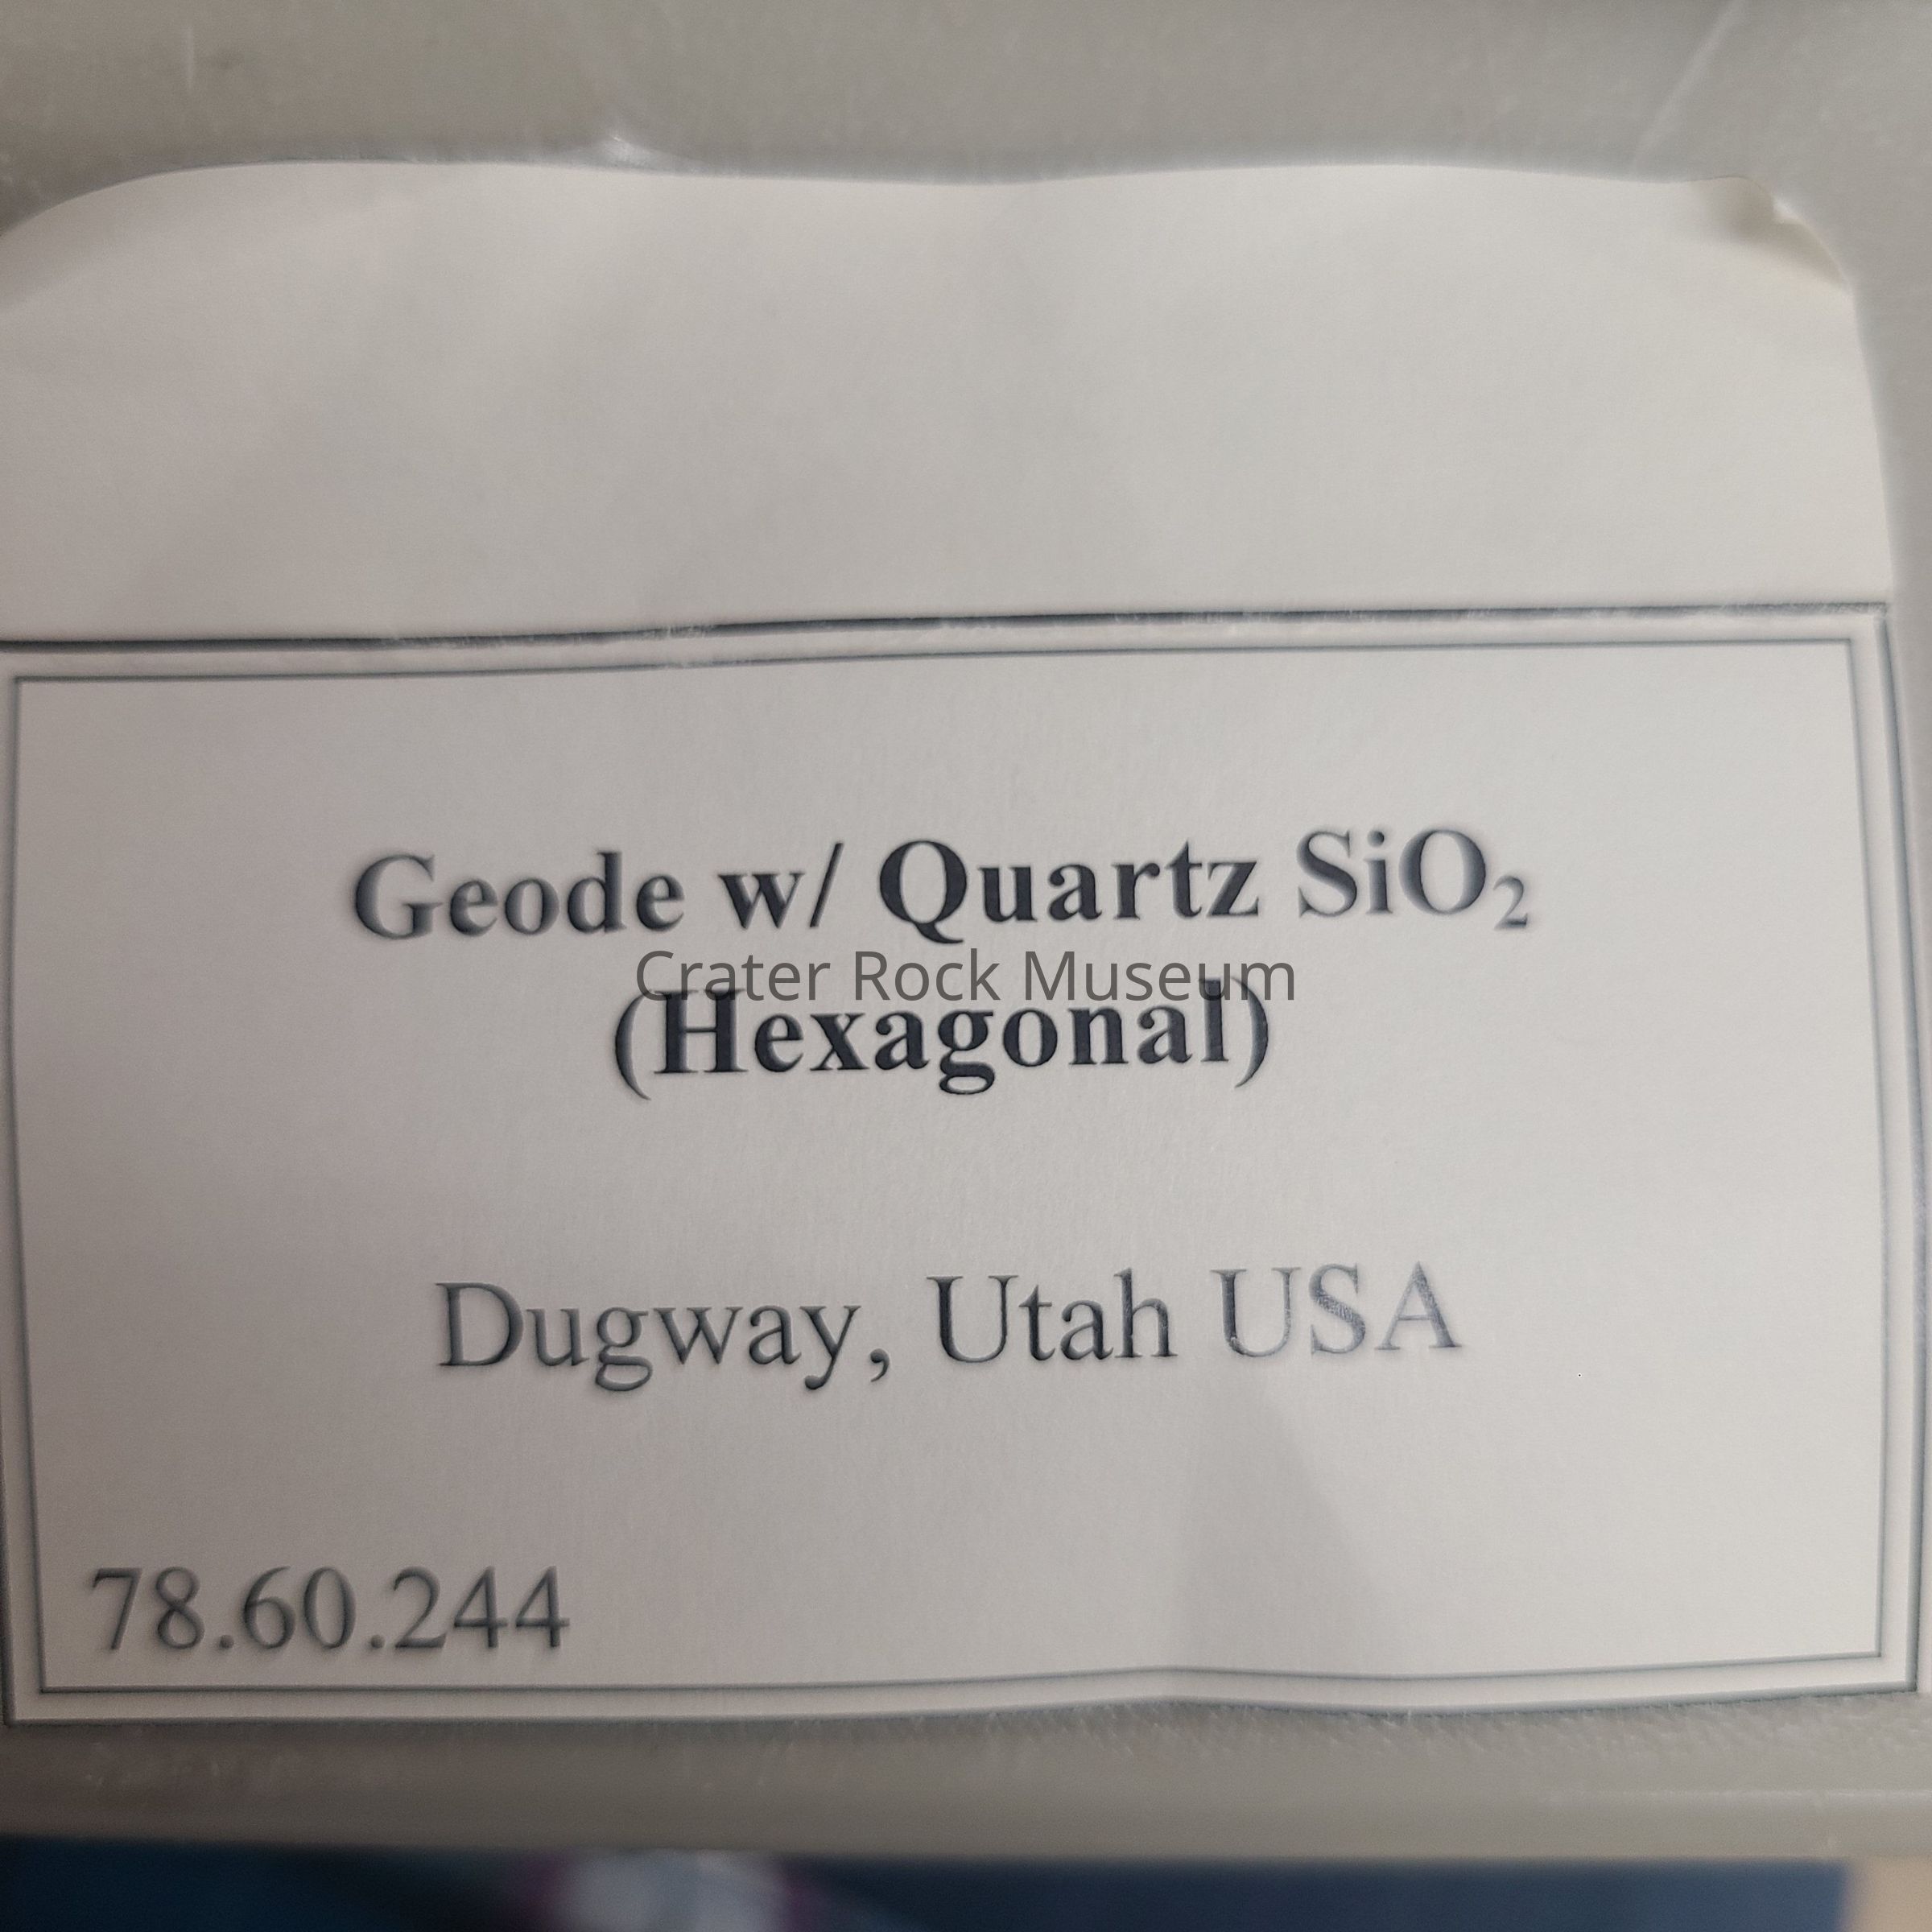 Geode w/ Quartz SiO₂
Crater Rock Museum
(Hexagonal)
Dugway, Utah USA
78.60.244